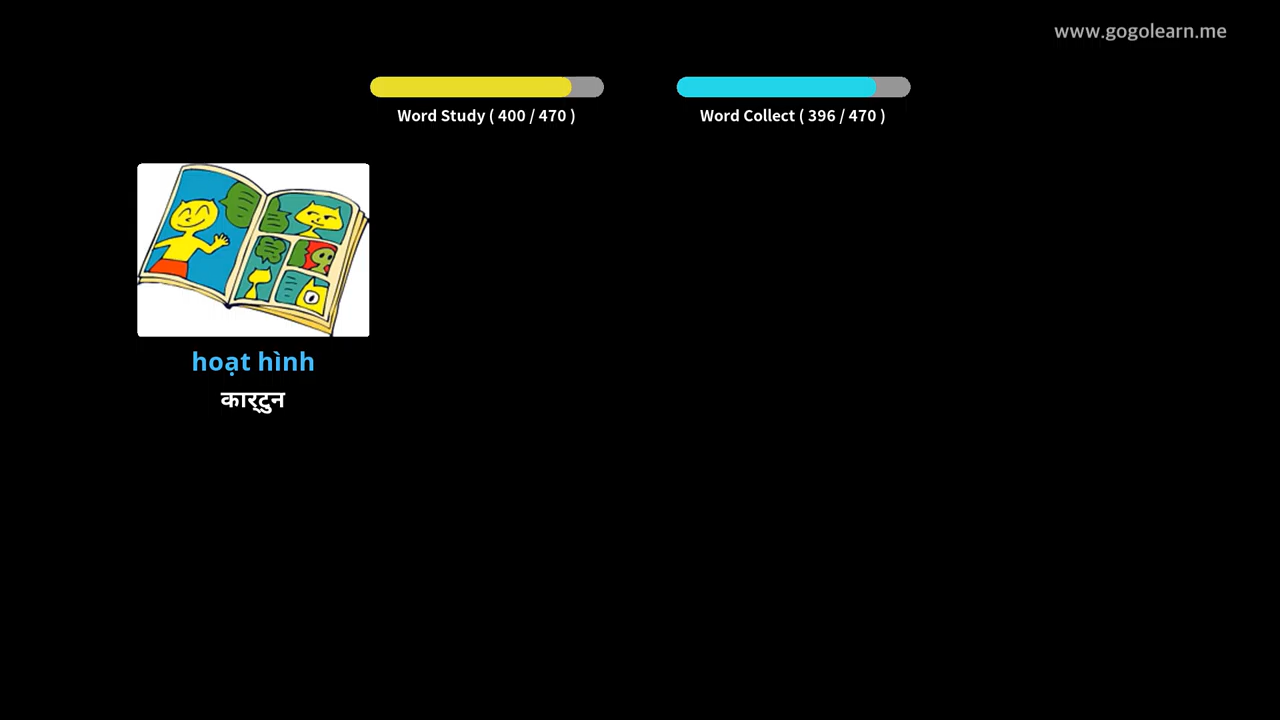 www.gogolearn.me
Word Study ( 400 / 470 )
Word Collect ( 396 / 470 )
hoạt hình
कार्टुन